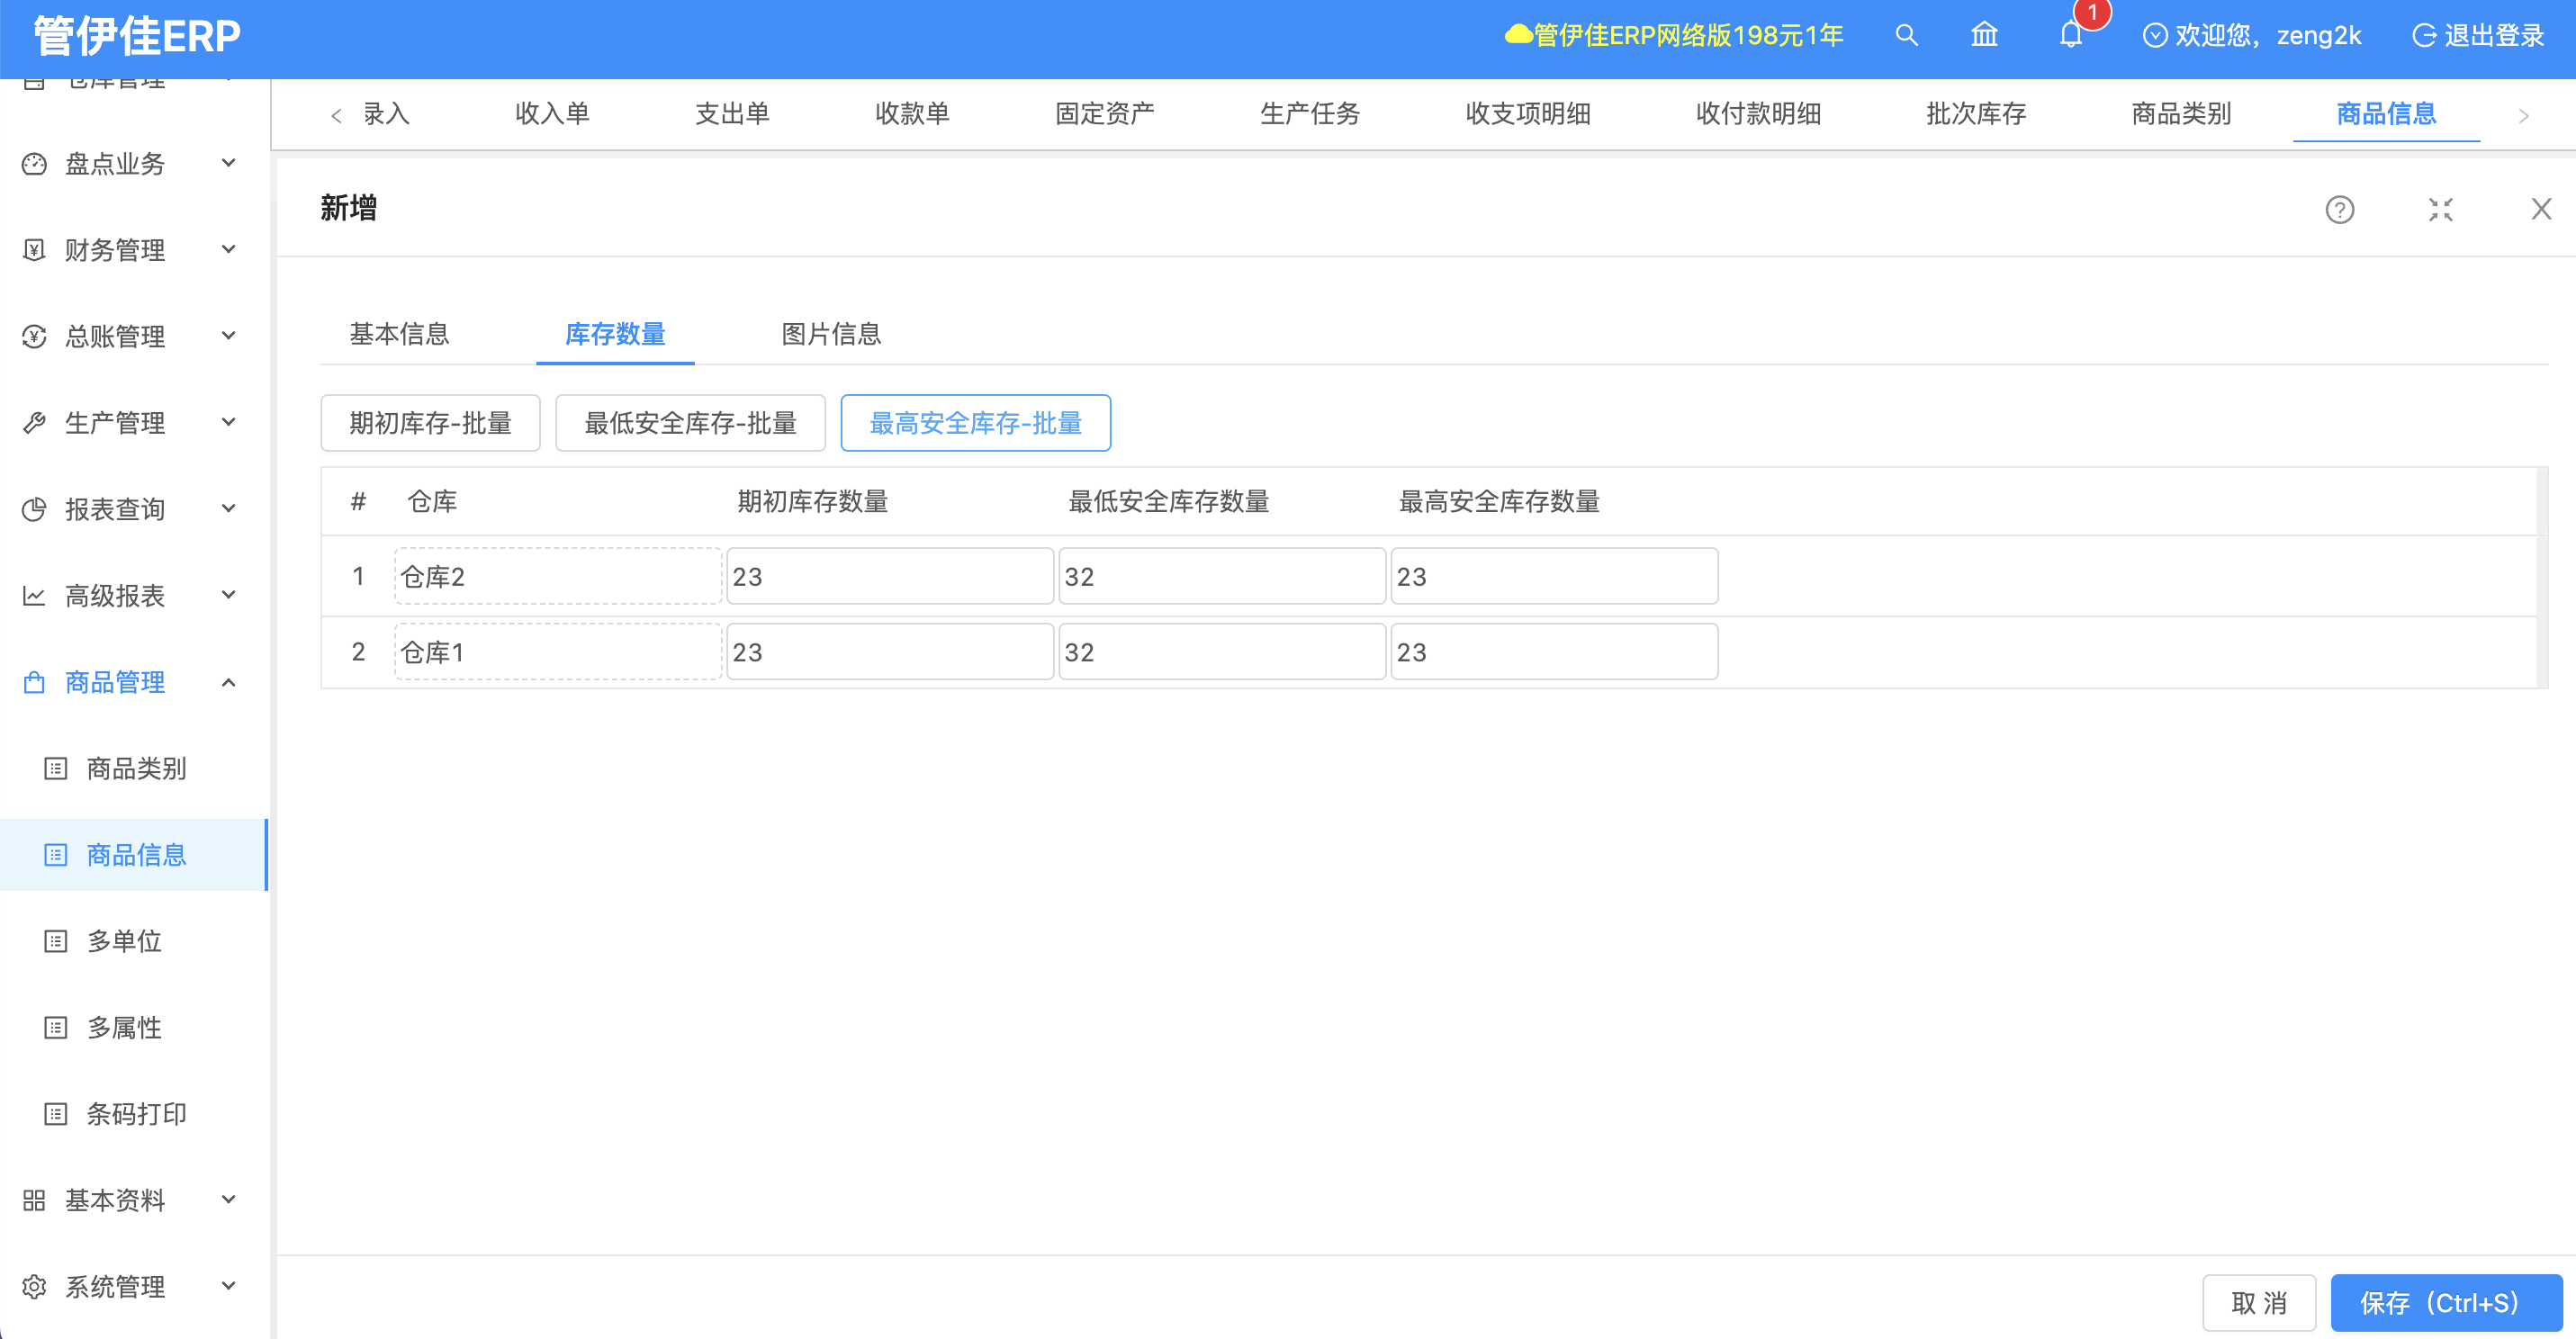 管伊佳ERP
管伊佳ERP网络版198元1年
1
欢迎您，zeng2k
退出登录
仓库管理
盘点业务
财务管理
总账管理
生产管理
报表查询
高级报表
商品管理
商品类别
商品信息
多单位
多属性
条码打印
基本资料
系统管理
录入 收入单 支出单 收款单 固定资产 生产任务 收支项明细 收付款明细 批次库存 商品类别 商品信息
新增
基本信息 库存数量 图片信息
期初库存-批量 最低安全库存-批量 最高安全库存-批量
# 仓库 期初库存数量 最低安全库存数量 最高安全库存数量
1 仓库2 23 32 23
2 仓库1 23 32 23
取 消 保存（Ctrl+S）